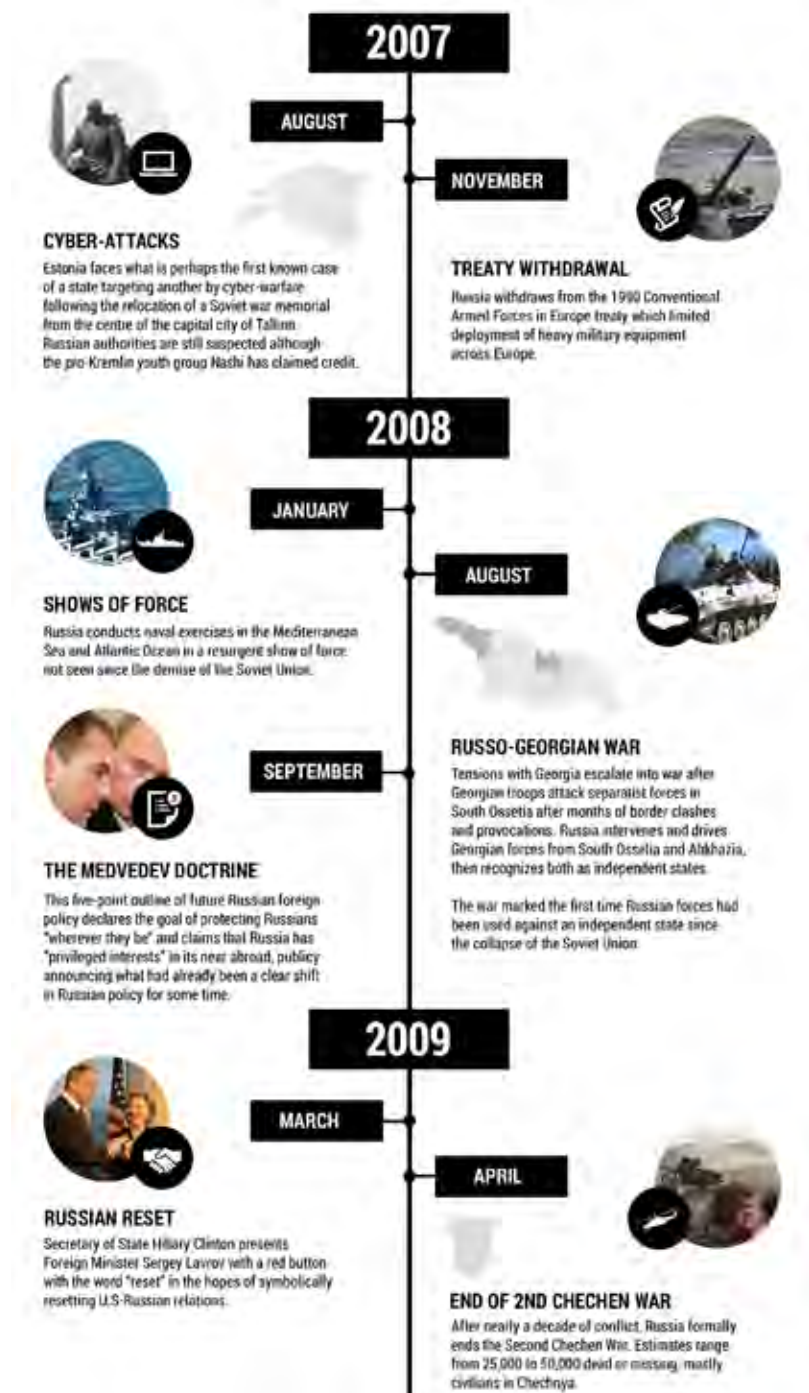 2007
AUGUST
CYBER-ATTACKS
Estonia faces what is perhaps the first known case
of a state targeting another by cyber-warfare
following the relocation of a Soviet war memorial
from the centre of the capital city of Tallinn
Russian authorities are still suspected although
the pro-Kremlin youth group Nashi has claimed credit.
NOVEMBER
TREATY WITHDRAWAL
Russia withdraws from the 1990 Conventional
Armed Forces in Europe treaty which limited
deployment of heavy military equipment
across Europe.
2008
JANUARY
SHOWS OF FORCE
Russia conducts naval exercises in the Mediterranean
Sea and Atlantic Ocean in a resurgent show of force
not seen since the demise of the Soviet Union.
AUGUST
RUSSO-GEORGIAN WAR
Tensions with Georgia escalate into war after
Georgian troops attack separatist forces in
South Ossetia after months of border clashes
and provocations. Russia intervenes and drives
Georgian forces from South Ossetia and Abkhazia,
then recognizes both as independent states.
The war marked the first time Russian forces had
been used against an independent state since
the collapse of the Soviet Union
SEPTEMBER
THE MEDVEDEV DOCTRINE
This five-point outline of future Russian foreign
policy declares the goal of protecting Russians
"wherever they be" and claims that Russia has
"privileged interests" in its near abroad, publicy
announcing what had already been a clear shift
in Russian policy for some time.
2009
MARCH
RUSSIAN RESET
Secretary of State Hillary Clinton presents
Foreign Minister Sergey Lavrov with a red button
with the word "reset" in the hopes of symbolically
resetting U.S-Russian relations.
APRIL
END OF 2ND CHECHEN WAR
After nearly a decade of conflict, Russia formally
ends the Second Chechen War. Estimates range
from 25,000 to 50,000 dead or missing, mostly
civilians in Chechnya.